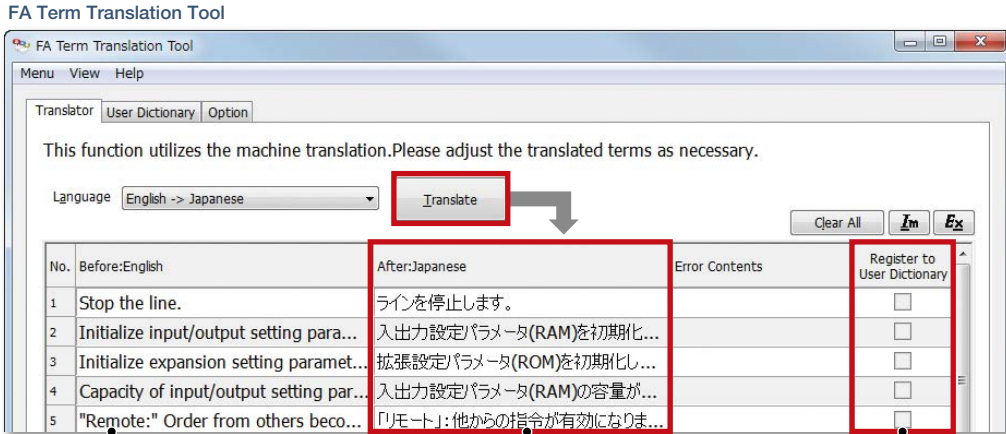 FA Term Translation Tool
FA Term Translation Tool
Menu View Help
Translator User Dictionary Option
This function utilizes the machine translation.Please adjust the translated terms as necessary.
Language English -> Japanese Translate
Clear All Im Ex
No. Before:English After:Japanese Error Contents Register to User Dictionary
1 Stop the line. ラインを停止します。
2 Initialize input/output setting para... 入出力設定パラメータ(RAM)を初期化...
3 Initialize expansion setting paramet... 拡張設定パラメータ(ROM)を初期化し...
4 Capacity of input/output setting par... 入出力設定パラメータ(RAM)の容量が...
5 "Remote:" Order from others beco... 「リモート」:他からの指令が有効になりま...